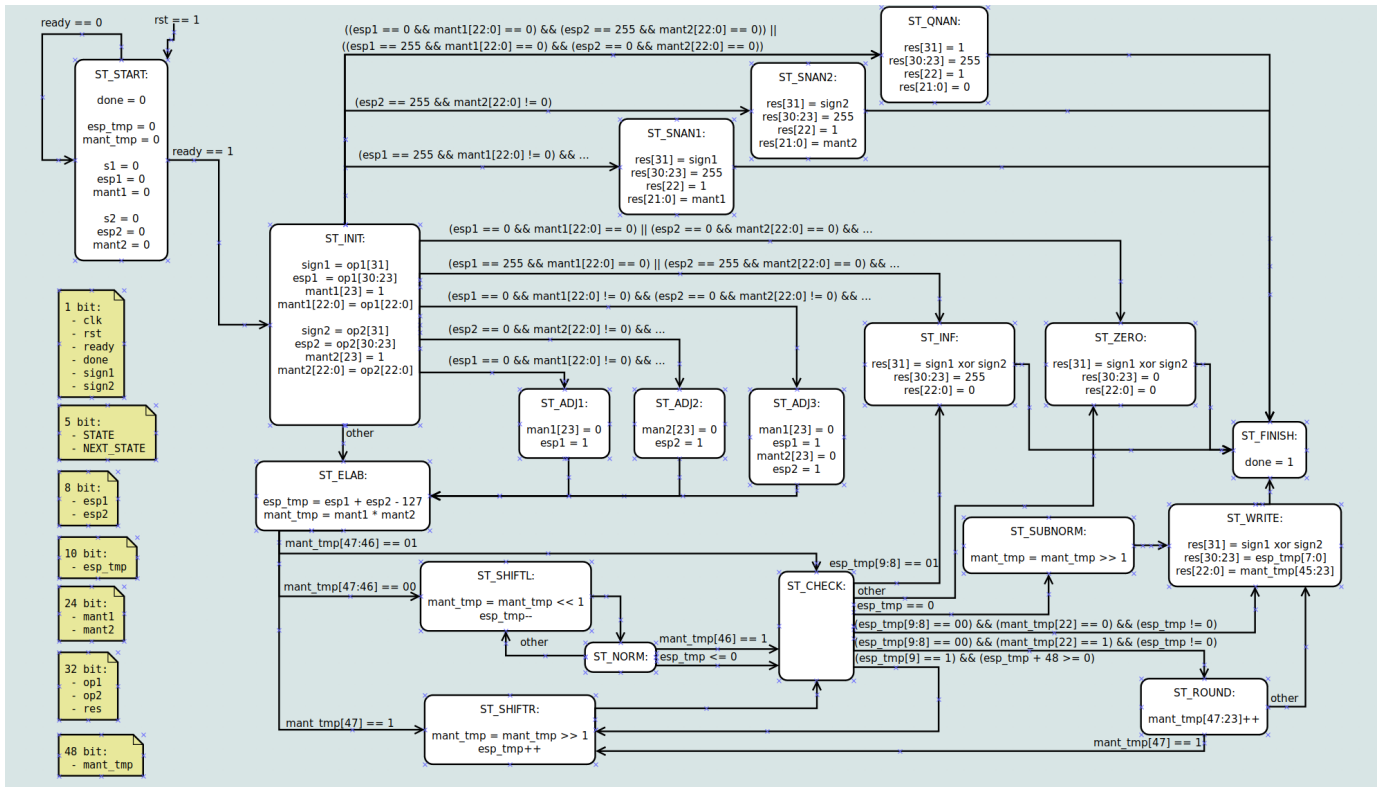 ready == 0
rst == 1
ST_START:
done = 0
esp_tmp = 0
mant_tmp = 0
s1 = 0
esp1 = 0
mant1 = 0
s2 = 0
esp2 = 0
mant2 = 0
ready == 1
((esp1 == 0 && mant1[22:0] == 0) && (esp2 == 255 && mant2[22:0] == 0)) ||
((esp1 == 255 && mant1[22:0] == 0) && (esp2 == 0 && mant2[22:0] == 0))
ST_QNAN:
res[31] = 1
res[30:23] = 255
res[22] = 1
res[21:0] = 0
(esp2 == 255 && mant2[22:0] != 0)
ST_SNAN2:
res[31] = sign2
res[30:23] = 255
res[22] = 1
res[21:0] = mant2
(esp1 == 255 && mant1[22:0] != 0) && ...
ST_SNAN1:
res[31] = sign1
res[30:23] = 255
res[22] = 1
res[21:0] = mant1
ST_INIT:
sign1 = op1[31]
esp1 = op1[30:23]
mant1[23] = 1
mant1[22:0] = op1[22:0]
sign2 = op2[31]
esp2 = op2[30:23]
mant2[23] = 1
mant2[22:0] = op2[22:0]
(esp1 == 0 && mant1[22:0] == 0) || (esp2 == 0 && mant2[22:0] == 0) && ...
(esp1 == 255 && mant1[22:0] == 0) || (esp2 == 255 && mant2[22:0] == 0) && ...
(esp1 == 0 && mant1[22:0] != 0) && (esp2 == 0 && mant2[22:0] != 0) && ...
(esp2 == 0 && mant2[22:0] != 0) && ...
(esp1 == 0 && mant1[22:0] != 0) && ...
1 bit:
- clk
- rst
- ready
- done
- sign1
- sign2
5 bit:
- STATE
- NEXT_STATE
8 bit:
- esp1
- esp2
10 bit:
- esp_tmp
24 bit:
- mant1
- mant2
32 bit:
- op1
- op2
- res
48 bit:
- mant_tmp
ST_INF:
res[31] = sign1 xor sign2
res[30:23] = 255
res[22:0] = 0
ST_ZERO:
res[31] = sign1 xor sign2
res[30:23] = 0
res[22:0] = 0
ST_ADJ1:
man1[23] = 0
esp1 = 1
ST_ADJ2:
man2[23] = 0
esp2 = 1
ST_ADJ3:
man1[23] = 0
esp1 = 1
mant2[23] = 0
esp2 = 1
ST_FINISH:
done = 1
other
ST_ELAB:
esp_tmp = esp1 + esp2 - 127
mant_tmp = mant1 * mant2
mant_tmp[47:46] == 01
mant_tmp[47:46] == 00
mant_tmp[47] == 1
ST_SHIFTL:
mant_tmp = mant_tmp << 1
esp_tmp--
other
ST_NORM:
mant_tmp[46] == 1
esp_tmp <= 0
ST_SHIFTR:
mant_tmp = mant_tmp >> 1
esp_tmp++
ST_CHECK:
esp_tmp[9:8] == 01
other
esp_tmp == 0
(esp_tmp[9:8] == 00) && (mant_tmp[22] == 0) && (esp_tmp != 0)
(esp_tmp[9:8] == 00) && (mant_tmp[22] == 1) && (esp_tmp != 0)
(esp_tmp[9] == 1) && (esp_tmp + 48 >= 0)
ST_SUBNORM:
mant_tmp = mant_tmp >> 1
ST_WRITE:
res[31] = sign1 xor sign2
res[30:23] = esp_tmp[7:0]
res[22:0] = mant_tmp[45:23]
ST_ROUND:
mant_tmp[47:23]++
other
mant_tmp[47] == 1